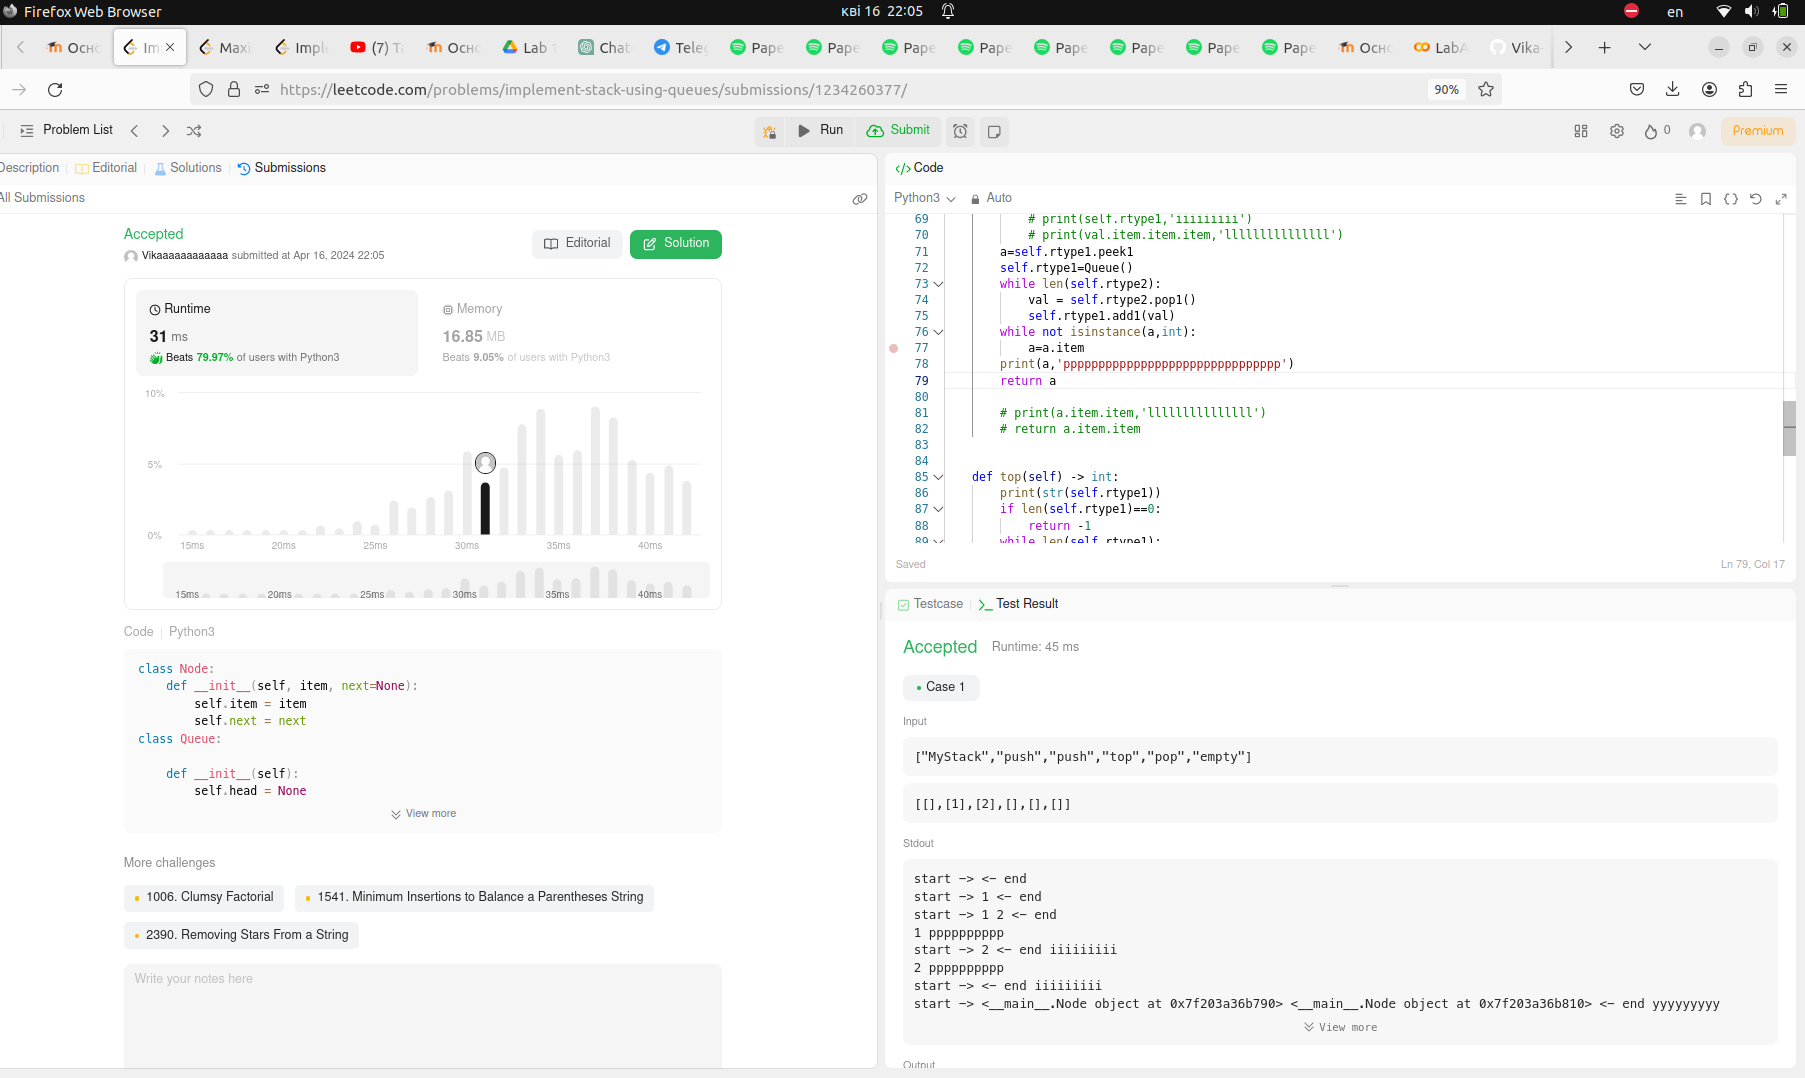 Firefox Web Browser
кві 16 22:05
en
Осно
Im
Maxi
Imple
(7) Ta
Осно
Lab 1
Chat
Teleg
Pape
Pape
Pape
Pape
Pape
Pape
Pape
Pape
Осно
LabA
Vika-
https://leetcode.com/problems/implement-stack-using-queues/submissions/1234260377/
90%
Problem List
Run
Submit
0
Premium
Description
Editorial
Solutions
Submissions
All Submissions
Accepted
Vikaaaaaaaaaaaa submitted at Apr 16, 2024 22:05
Editorial
Solution
Runtime
31 ms
Beats 79.97% of users with Python3
Memory
16.85 MB
Beats 9.05% of users with Python3
10%
5%
0%
15ms 20ms 25ms 30ms 35ms 40ms
15ms 20ms 25ms 30ms 35ms 40ms
Code | Python3
class Node:
def __init__(self, item, next=None):
self.item = item
self.next = next
class Queue:
def __init__(self):
self.head = None
View more
More challenges
1006. Clumsy Factorial
1541. Minimum Insertions to Balance a Parentheses String
2390. Removing Stars From a String
Write your notes here
</> Code
Python3
Auto
69 # print(self.rtype1,'iiiiiiiii')
70 # print(val.item.item.item,'lllllllllllllll')
71 a=self.rtype1.peek1
72 self.rtype1=Queue()
73 while len(self.rtype2):
74 val = self.rtype2.pop1()
75 self.rtype1.add1(val)
76 while not isinstance(a,int):
77 a=a.item
78 print(a,'ppppppppppppppppppppppppppppppp')
79 return a
80
81 # print(a.item.item,'lllllllllllllll')
82 # return a.item.item
83
84
85 def top(self) -> int:
86 print(str(self.rtype1))
87 if len(self.rtype1)==0:
88 return -1
89 while len(self.rtype1):
Saved
Ln 79, Col 17
Testcase
Test Result
Accepted
Runtime: 45 ms
Case 1
Input
["MyStack","push","push","top","pop","empty"]
[[],[1],[2],[],[],[]]
Stdout
start -> <- end
start -> 1 <- end
start -> 1 2 <- end
1 pppppppppp
start -> 2 <- end iiiiiiiii
2 pppppppppp
start -> <- end iiiiiiiii
start -> <__main__.Node object at 0x7f203a36b790> <__main__.Node object at 0x7f203a36b810> <- end yyyyyyyyy
View more
Output